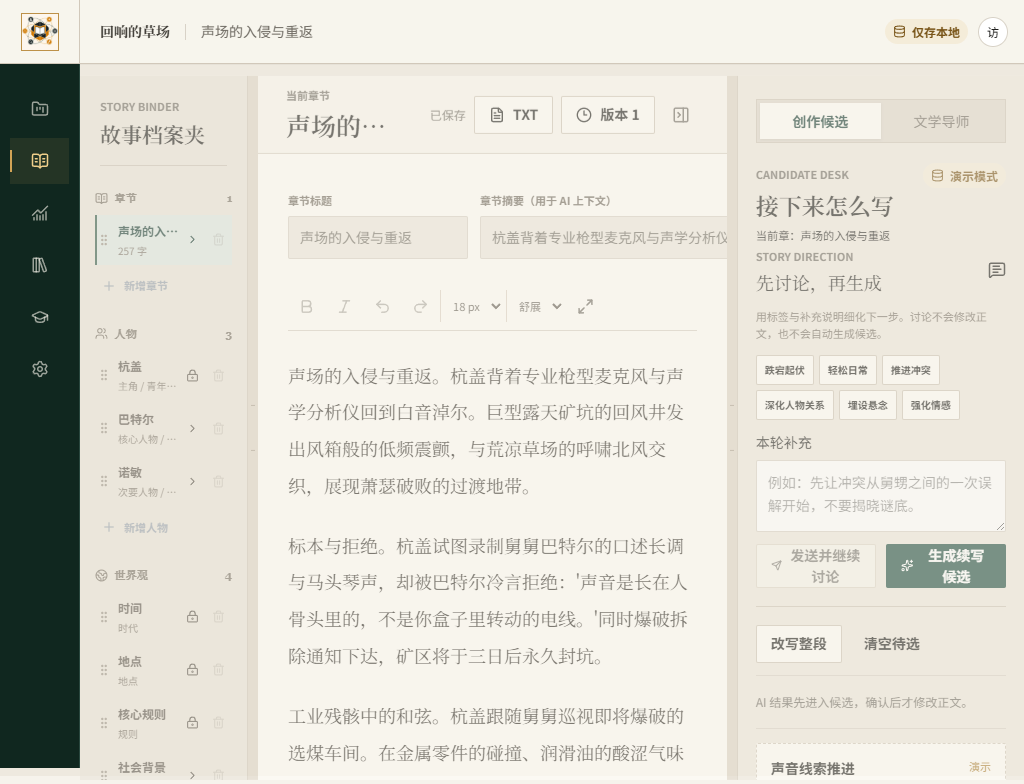 回响的草场
声场的入侵与重返
仅存本地
访
STORY BINDER
故事档案夹
章节
1
声场的入…
257 字
新增章节
人物
3
杭盖
主角 / 青年…
巴特尔
核心人物 / …
诺敏
次要人物 / …
新增人物
世界观
4
时间
时代
地点
地点
核心规则
规则
社会背景
当前章节
声场的…
已保存
TXT
版本 1
章节标题
声场的入侵与重返
章节摘要（用于 AI 上下文）
杭盖背着专业枪型麦克风与声学分析仪
B
I
18 px
舒展
声场的入侵与重返。杭盖背着专业枪型麦克风与声
学分析仪回到白音淖尔。巨型露天矿坑的回风井发
出风箱般的低频震颤，与荒凉草场的呼啸北风交
织，展现萧瑟破败的过渡地带。
标本与拒绝。杭盖试图录制舅舅巴特尔的口述长调
与马头琴声，却被巴特尔冷言拒绝：'声音是长在人
骨头里的，不是你盒子里转动的电线。'同时爆破拆
除通知下达，矿区将于三日后永久封坑。
工业残骸中的和弦。杭盖跟随舅舅巡视即将爆破的
选煤车间。在金属零件的碰撞、润滑油的酸涩气味
创作候选
文学导师
CANDIDATE DESK
演示模式
接下来怎么写
当前章：声场的入侵与重返
STORY DIRECTION
先讨论，再生成
用标签与补充说明细化下一步。讨论不会修改正
文，也不会自动生成候选。
跌宕起伏
轻松日常
推进冲突
深化人物关系
埋设悬念
强化情感
本轮补充
例如：先让冲突从舅甥之间的一次误
解开始，不要揭晓谜底。
发送并继续
讨论
生成续写
候选
改写整段
清空待选
AI 结果先进入候选，确认后才修改正文。
声音线索推进
演示